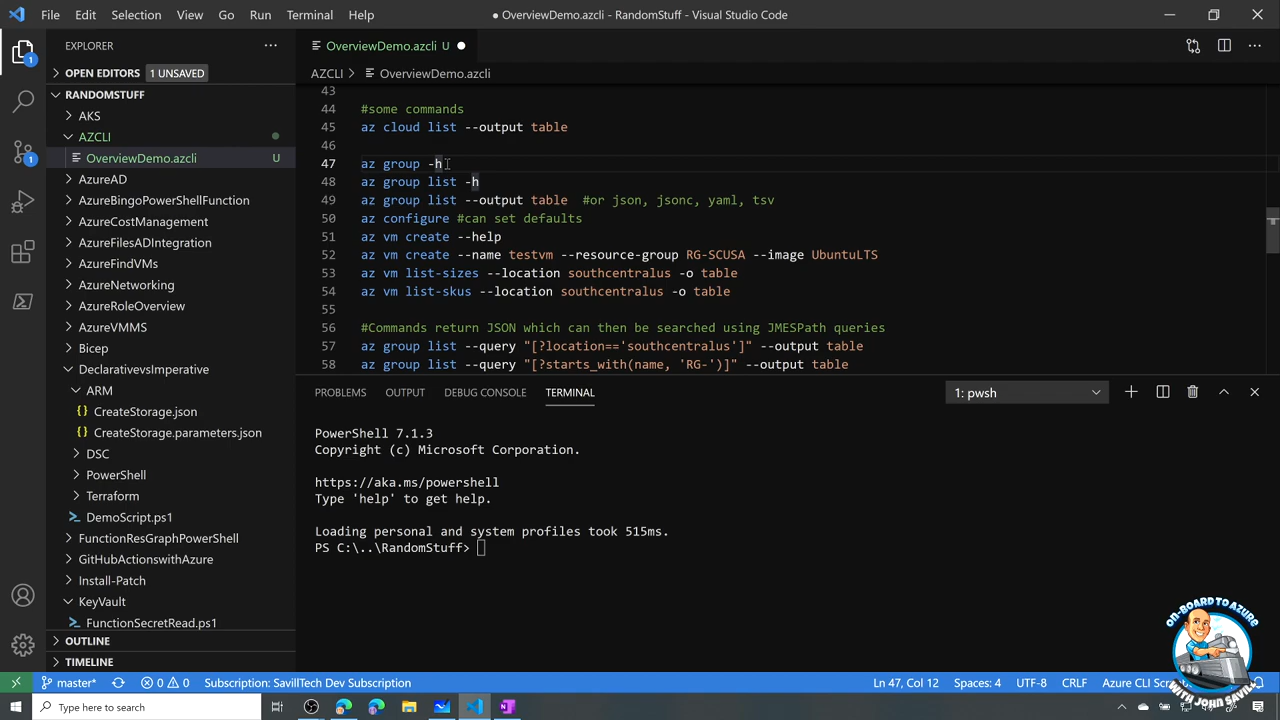 File Edit Selection View Go Run Terminal Help
● OverviewDemo.azcli - RandomStuff - Visual Studio Code
EXPLORER
OverviewDemo.azcli U
OPEN EDITORS 1 UNSAVED
AZCLI > OverviewDemo.azcli
RANDOMSTUFF
AKS
AZCLI
OverviewDemo.azcli U
AzureAD
AzureBingoPowerShellFunction
AzureCostManagement
AzureFilesADIntegration
AzureFindVMs
AzureNetworking
AzureRoleOverview
AzureVMMS
Bicep
DeclarativevsImperative
ARM
CreateStorage.json
CreateStorage.parameters.json
DSC
PowerShell
Terraform
DemoScript.ps1
FunctionResGraphPowerShell
GitHubActionswithAzure
Install-Patch
KeyVault
FunctionSecretRead.ps1
OUTLINE
TIMELINE
43
44 #some commands
45 az cloud list --output table
46
47 az group -h
48 az group list -h
49 az group list --output table #or json, jsonc, yaml, tsv
50 az configure #can set defaults
51 az vm create --help
52 az vm create --name testvm --resource-group RG-SCUSA --image UbuntuLTS
53 az vm list-sizes --location southcentralus -o table
54 az vm list-skus --location southcentralus -o table
55
56 #Commands return JSON which can then be searched using JMESPath queries
57 az group list --query "[?location=='southcentralus']" --output table
58 az group list --query "[?starts_with(name, 'RG-')]" --output table
PROBLEMS OUTPUT DEBUG CONSOLE TERMINAL
1: pwsh
PowerShell 7.1.3
Copyright (c) Microsoft Corporation.
https://aka.ms/powershell
Type 'help' to get help.
Loading personal and system profiles took 515ms.
PS C:\..\RandomStuff>
ON-BOARD TO AZURE
WITH JOHN SAVILL
master* 0 0 Subscription: SavillTech Dev Subscription
Ln 47, Col 12 Spaces: 4 UTF-8 CRLF Azure CLI Scr
Type here to search